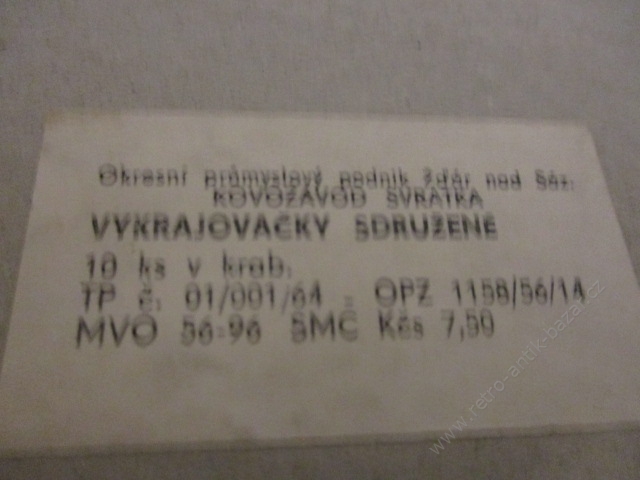 Okresní průmyslový podnik Žďár nad Sáz.
KOVOZÁVOD SVRATKA
VYKRAJOVAČKY SDRUŽENÉ
10 ks v krab.
TP č. 01/001/64 - OPZ 1158/56/14
MVO 56-96 SMC Kčs 7,50
www.retro-antik-bazar.cz